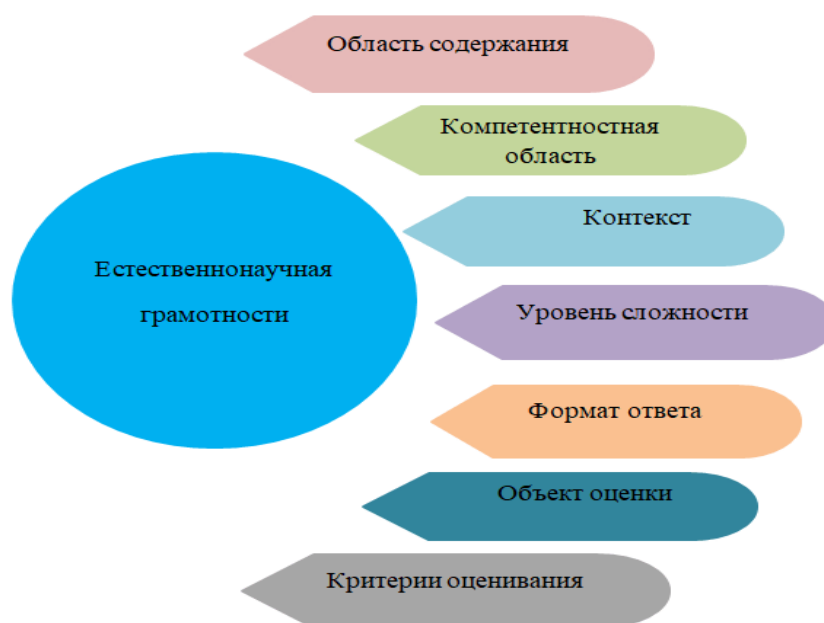 Область содержания
Компетентностная
область
Контекст
Естественнонаучная
грамотности
Уровень сложности
Формат ответа
Объект оценки
Критерии оценивания